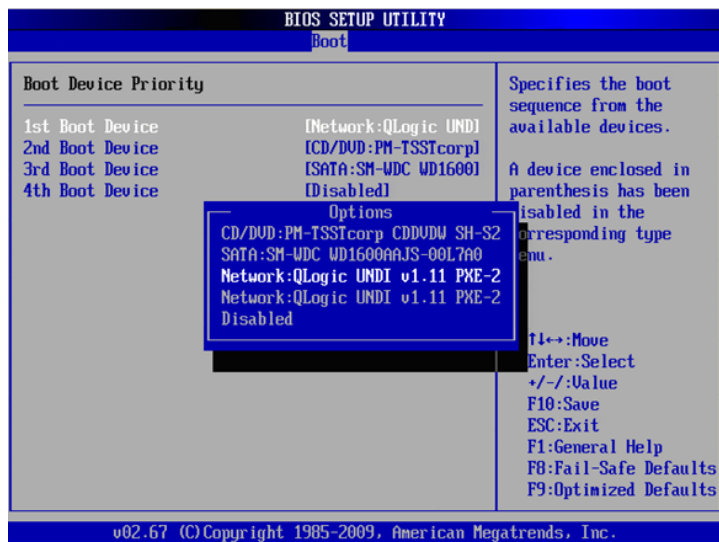 BIOS SETUP UTILITY
Boot
Boot Device Priority
1st Boot Device [Network:QLogic UND]
2nd Boot Device [CD/DVD:PM-TSSTcorp]
3rd Boot Device [SATA:SM-WDC WD1600]
4th Boot Device [Disabled]
Options
CD/DVD:PM-TSSTcorp CDDVDW SH-S2
SATA:SM-WDC WD1600AAJS-00L7A0
Network:QLogic UNDI v1.11 PXE-2
Network:QLogic UNDI v1.11 PXE-2
Disabled
Specifies the boot
sequence from the
available devices.
A device enclosed in
parenthesis has been
isabled in the
orresponding type
enu.
↑↓↔:Move
Enter:Select
+/-/:Value
F10:Save
ESC:Exit
F1:General Help
F8:Fail-Safe Defaults
F9:Optimized Defaults
v02.67 (C)Copyright 1985-2009, American Megatrends, Inc.